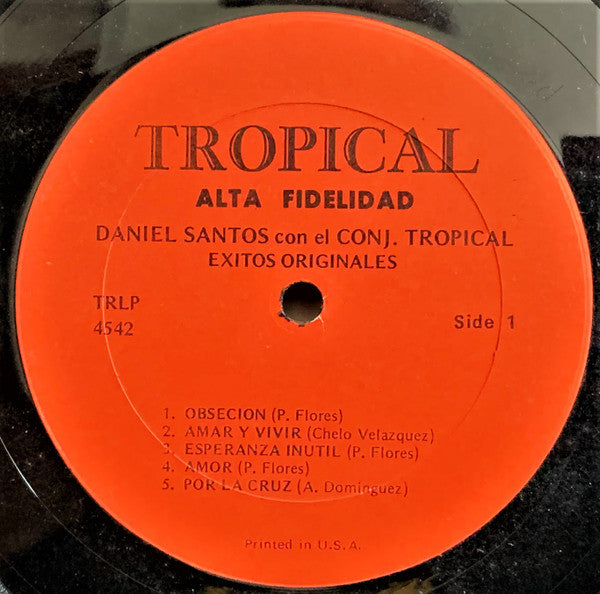 TROPICAL
ALTA FIDELIDAD
DANIEL SANTOS con el CONJ. TROPICAL
EXITOS ORIGINALES
TRLP
4542
Side 1
1. OBSECION (P. Flores)
2. AMAR Y VIVIR (Chelo Velazquez)
3. ESPERANZA INUTIL (P. Flores)
4. AMOR (P. Flores)
5. POR LA CRUZ (A. Dominguez)
Printed in U.S.A.